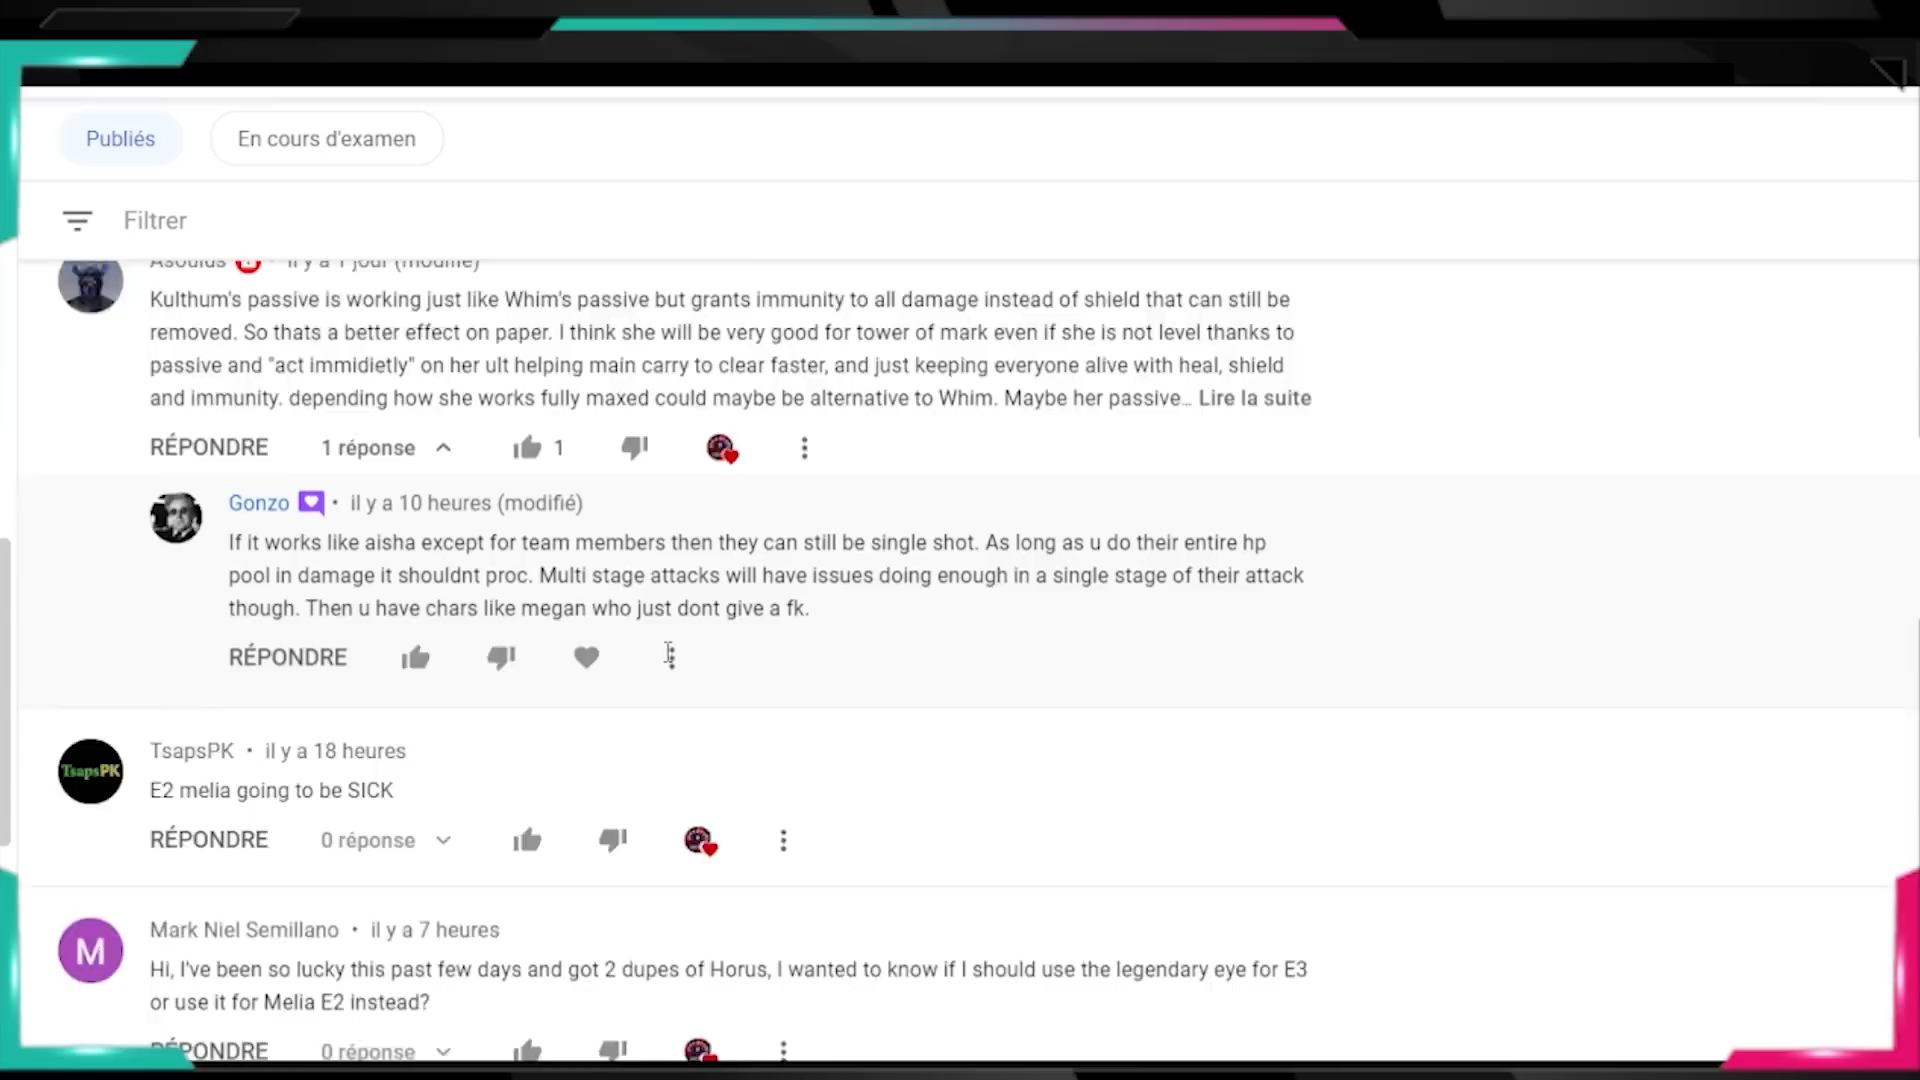 Publiés
En cours d'examen
Filtrer
il y a 1 jour (modifié)
Kulthum's passive is working just like Whim's passive but grants immunity to all damage instead of shield that can still be
removed. So thats a better effect on paper. I think she will be very good for tower of mark even if she is not level thanks to
passive and "act immidietly" on her ult helping main carry to clear faster, and just keeping everyone alive with heal, shield
and immunity. depending how she works fully maxed could maybe be alternative to Whim. Maybe her passive… Lire la suite
RÉPONDRE 1 réponse 1
Gonzo • il y a 10 heures (modifié)
If it works like aisha except for team members then they can still be single shot. As long as u do their entire hp
pool in damage it shouldnt proc. Multi stage attacks will have issues doing enough in a single stage of their attack
though. Then u have chars like megan who just dont give a fk.
RÉPONDRE
TsapsPK
TsapsPK • il y a 18 heures
E2 melia going to be SICK
RÉPONDRE 0 réponse
M
Mark Niel Semillano • il y a 7 heures
Hi, I've been so lucky this past few days and got 2 dupes of Horus, I wanted to know if I should use the legendary eye for E3
or use it for Melia E2 instead?
RÉPONDRE 0 réponse